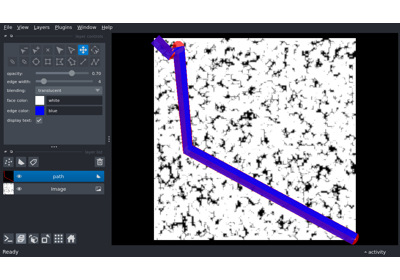 File View Layers Plugins Window Help
opacity: 0.70
edge width: 4
blending: translucent
face color: white
edge color: blue
display text:
path
Image
Ready
activity